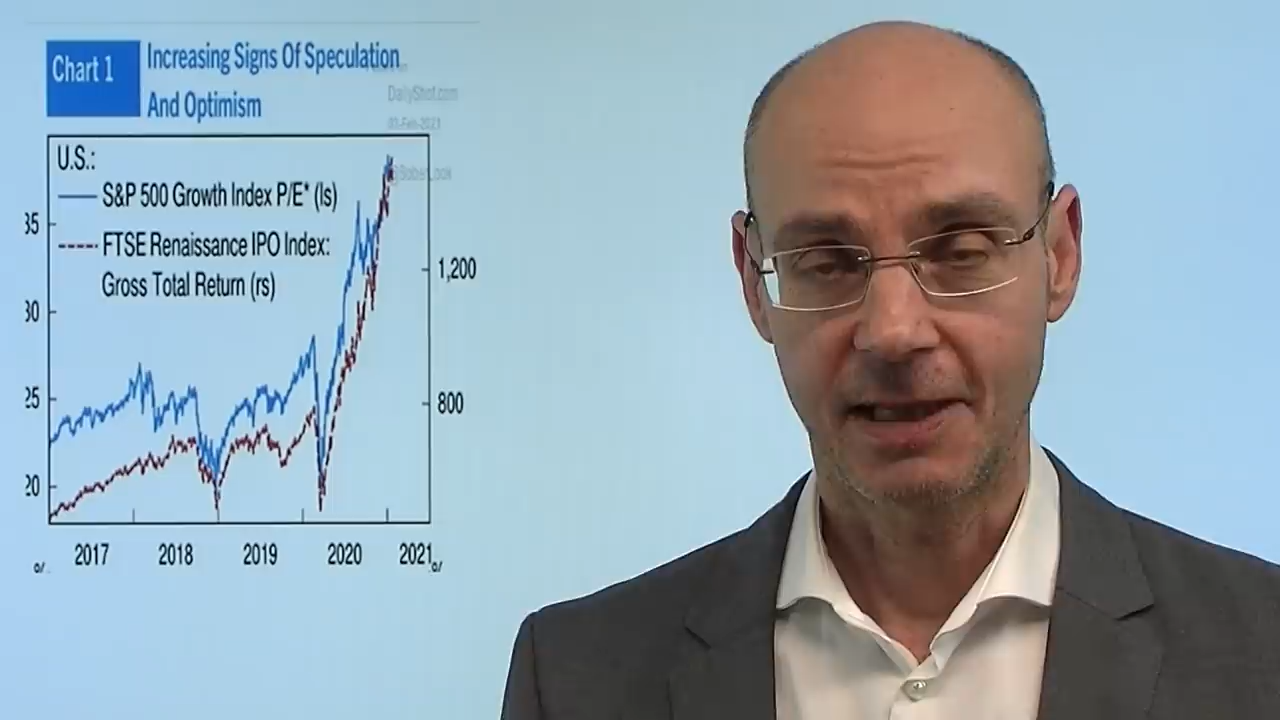 Chart 1
Increasing Signs Of Speculation
And Optimism
DailyShot.com
@SoberLook
U.S.:
S&P 500 Growth Index P/E* (ls)
FTSE Renaissance IPO Index:
Gross Total Return (rs)
35
30
25
20
1,200
800
2017 2018 2019 2020 2021